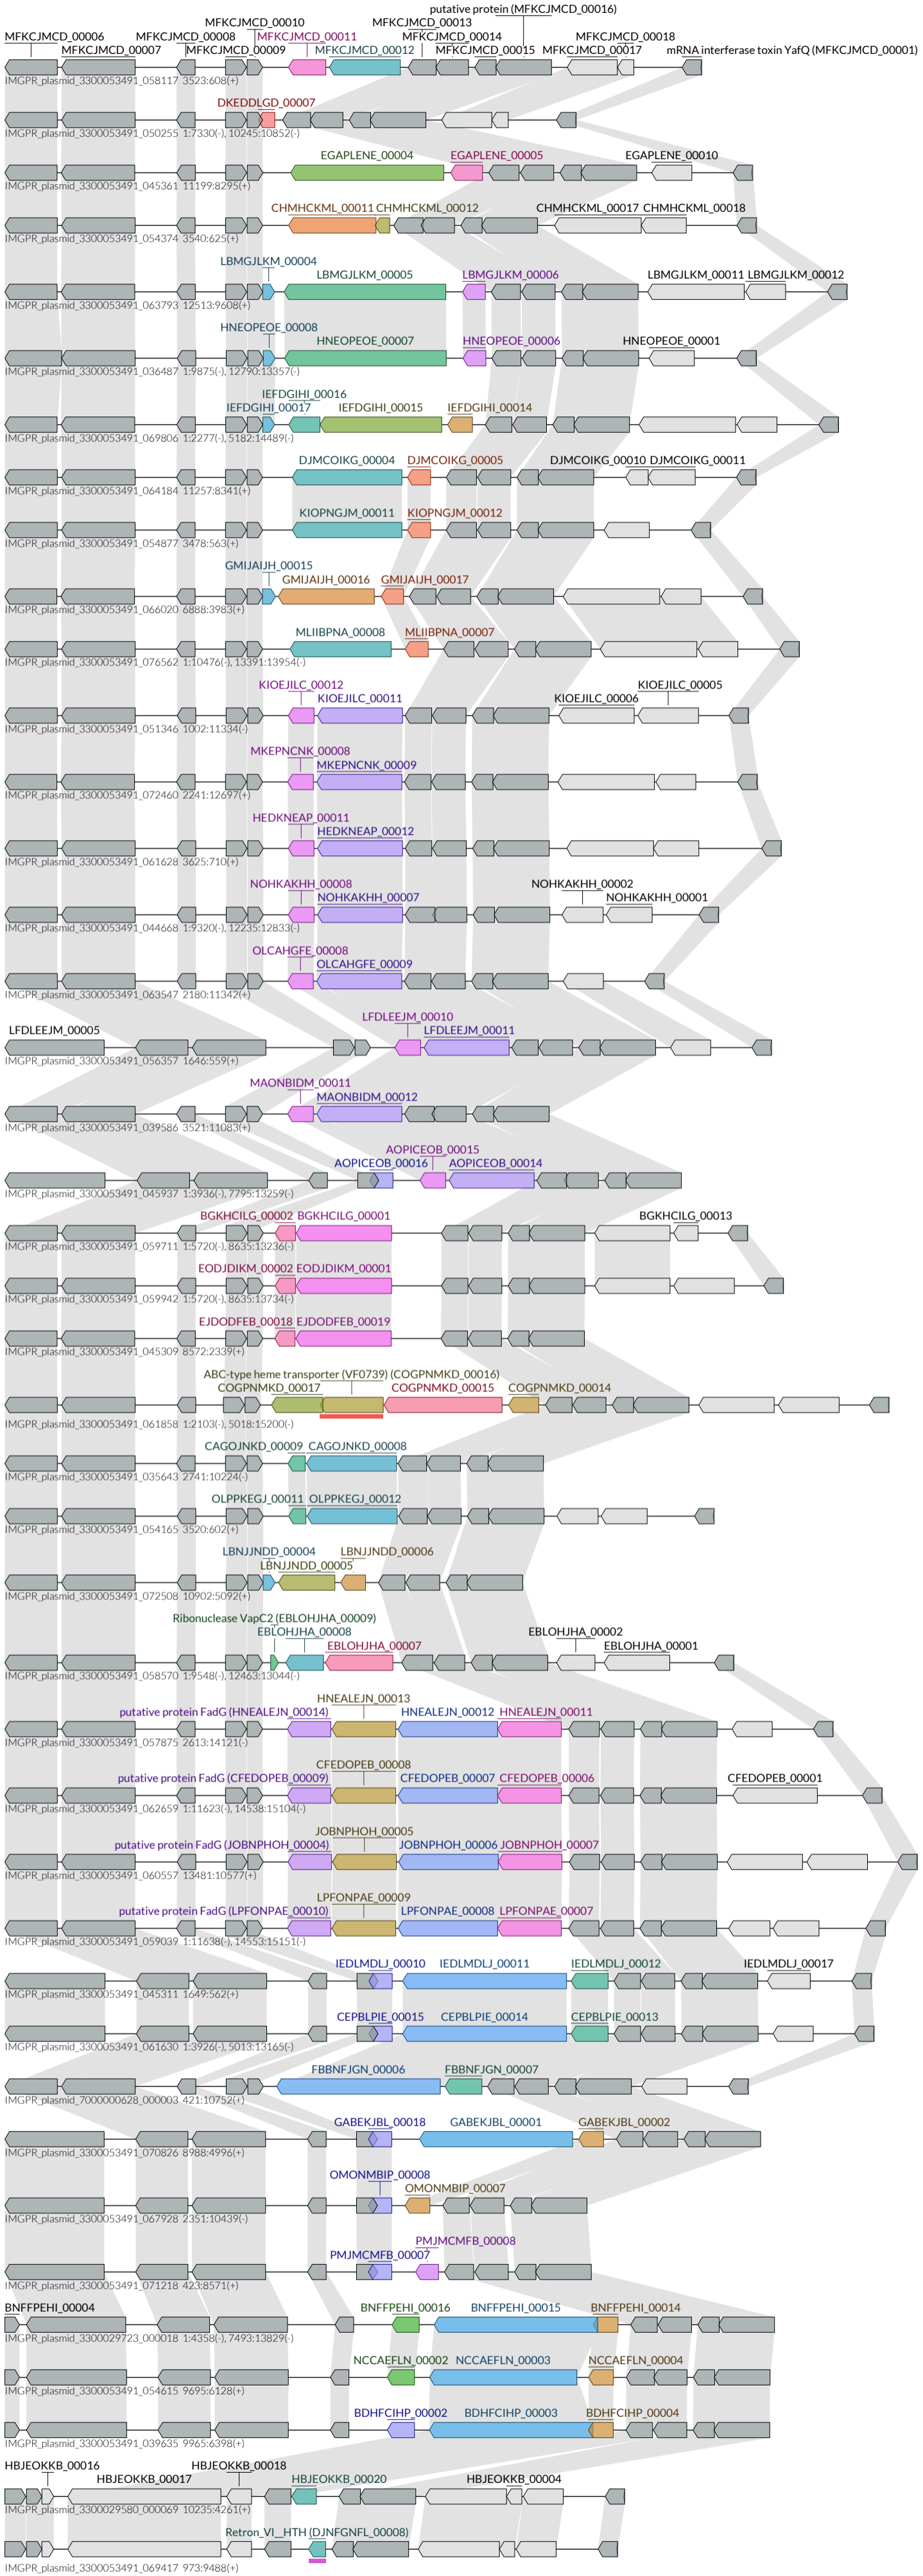 putative protein (MFKCJMCD_00016)
MFKCJMCD_00010 MFKCJMCD_00013
MFKCJMCD_00006 MFKCJMCD_00008 MFKCJMCD_00011 MFKCJMCD_00014 MFKCJMCD_00018
MFKCJMCD_00007 MFKCJMCD_00009 MFKCJMCD_00012 MFKCJMCD_00015 MFKCJMCD_00017 mRNA interferase toxin YafQ (MFKCJMCD_00001)
IMGPR_plasmid_3300053491_058117 3523:608(+)
DKEDDLGD_00007
IMGPR_plasmid_3300053491_050255 1:7330(-), 10245:10852(-)
EGAPLENE_00004 EGAPLENE_00005 EGAPLENE_00010
IMGPR_plasmid_3300053491_045361 11199:8295(+)
CHMHCKML_00011 CHMHCKML_00012 CHMHCKML_00017 CHMHCKML_00018
IMGPR_plasmid_3300053491_054374 3540:625(+)
LBMGJLKM_00004
LBMGJLKM_00005 LBMGJLKM_00006 LBMGJLKM_00011 LBMGJLKM_00012
IMGPR_plasmid_3300053491_063793 12513:9608(+)
HNEOPEOE_00008
HNEOPEOE_00007 HNEOPEOE_00006 HNEOPEOE_00001
IMGPR_plasmid_3300053491_036487 1:9875(-), 12790:13357(-)
IEFDGIHI_00016
IEFDGIHI_00017 IEFDGIHI_00015 IEFDGIHI_00014
IMGPR_plasmid_3300053491_069806 1:2277(-), 5182:14489(-)
DJMCOIKG_00004 DJMCOIKG_00005 DJMCOIKG_00010 DJMCOIKG_00011
IMGPR_plasmid_3300053491_064184 11257:8341(+)
KIOPNGJM_00011 KIOPNGJM_00012
IMGPR_plasmid_3300053491_054877 3478:563(+)
GMIJAIJH_00015
GMIJAIJH_00016 GMIJAIJH_00017
IMGPR_plasmid_3300053491_066020 6888:3983(+)
MLIIBPNA_00008 MLIIBPNA_00007
IMGPR_plasmid_3300053491_076562 1:10476(-), 13391:13954(-)
KIOEJILC_00012 KIOEJILC_00005
KIOEJILC_00011 KIOEJILC_00006
IMGPR_plasmid_3300053491_051346 1002:11334(-)
MKEPNCNK_00008
MKEPNCNK_00009
IMGPR_plasmid_3300053491_072460 2241:12697(+)
HEDKNEAP_00011
HEDKNEAP_00012
IMGPR_plasmid_3300053491_061628 3625:710(+)
NOHKAKHH_00008 NOHKAKHH_00002
NOHKAKHH_00007 NOHKAKHH_00001
IMGPR_plasmid_3300053491_044668 1:9320(-), 12235:12833(-)
OLCAHGFE_00008
OLCAHGFE_00009
IMGPR_plasmid_3300053491_063547 2180:11342(+)
LFDLEEJM_00010
LFDLEEJM_00005 LFDLEEJM_00011
IMGPR_plasmid_3300053491_056357 1646:559(+)
MAONBIDM_00011
MAONBIDM_00012
IMGPR_plasmid_3300053491_039586 3521:11083(+)
AOPICEOB_00015
AOPICEOB_00016 AOPICEOB_00014
IMGPR_plasmid_3300053491_045937 1:3936(-), 7795:13259(-)
BGKHCILG_00002 BGKHCILG_00001 BGKHCILG_00013
IMGPR_plasmid_3300053491_059711 1:5720(-), 8635:13236(-)
EODJDIKM_00002 EODJDIKM_00001
IMGPR_plasmid_3300053491_059942 1:5720(-), 8635:13734(-)
EJDODFEB_00018 EJDODFEB_00019
IMGPR_plasmid_3300053491_045309 8572:2339(+)
ABC-type heme transporter (VF0739) (COGPNMKD_00016)
COGPNMKD_00017 COGPNMKD_00015 COGPNMKD_00014
IMGPR_plasmid_3300053491_061858 1:2103(-), 5018:15200(-)
CAGOJNKD_00009 CAGOJNKD_00008
IMGPR_plasmid_3300053491_035643 2741:10224(-)
OLPPKEGJ_00011 OLPPKEGJ_00012
IMGPR_plasmid_3300053491_054165 3520:602(+)
LBNJJNDD_00004 LBNJJNDD_00006
LBNJJNDD_00005
IMGPR_plasmid_3300053491_072508 10902:5092(+)
Ribonuclease VapC2 (EBLOHJHA_00009)
EBLOHJHA_00008 EBLOHJHA_00002
EBLOHJHA_00007 EBLOHJHA_00001
IMGPR_plasmid_3300053491_058570 1:9548(-), 12463:13044(-)
HNEALEJN_00013
putative protein FadG (HNEALEJN_00014) HNEALEJN_00012 HNEALEJN_00011
IMGPR_plasmid_3300053491_057875 2613:14121(-)
CFEDOPEB_00008
putative protein FadG (CFEDOPEB_00009) CFEDOPEB_00007 CFEDOPEB_00006 CFEDOPEB_00001
IMGPR_plasmid_3300053491_062659 1:11623(-), 14538:15104(-)
JOBNPHOH_00005
putative protein FadG (JOBNPHOH_00004) JOBNPHOH_00006 JOBNPHOH_00007
IMGPR_plasmid_3300053491_060557 13481:10577(+)
LPFONPAE_00009
putative protein FadG (LPFONPAE_00010) LPFONPAE_00008 LPFONPAE_00007
IMGPR_plasmid_3300053491_059039 1:11638(-), 14553:15151(-)
IEDLMDLJ_00010 IEDLMDLJ_00011 IEDLMDLJ_00012 IEDLMDLJ_00017
IMGPR_plasmid_3300053491_045311 1649:562(+)
CEPBLPIE_00015 CEPBLPIE_00014 CEPBLPIE_00013
IMGPR_plasmid_3300053491_061630 1:3926(-), 5013:13165(-)
FBBNFJGN_00006 FBBNFJGN_00007
IMGPR_plasmid_7000000628_000003 421:10752(+)
GABEKJBL_00018 GABEKJBL_00001 GABEKJBL_00002
IMGPR_plasmid_3300053491_070826 8988:4996(+)
OMONMBIP_00008
OMONMBIP_00007
IMGPR_plasmid_3300053491_067928 2351:10439(-)
PMJMCMFB_00008
PMJMCMFB_00007
IMGPR_plasmid_3300053491_071218 423:8571(+)
BNFFPEHI_00004 BNFFPEHI_00016 BNFFPEHI_00015 BNFFPEHI_00014
IMGPR_plasmid_3300029723_000018 1:4358(-), 7493:13829(-)
NCCAEFLN_00002 NCCAEFLN_00003 NCCAEFLN_00004
IMGPR_plasmid_3300053491_054615 9695:6128(+)
BDHFCIHP_00002 BDHFCIHP_00003 BDHFCIHP_00004
IMGPR_plasmid_3300053491_039635 9965:6398(+)
HBJEOKKB_00016 HBJEOKKB_00018
HBJEOKKB_00017 HBJEOKKB_00020 HBJEOKKB_00004
IMGPR_plasmid_3300029580_000069 10235:4261(+)
Retron_VI__HTH (DJNFGNFL_00008)
IMGPR_plasmid_3300053491_069417 973:9488(+)